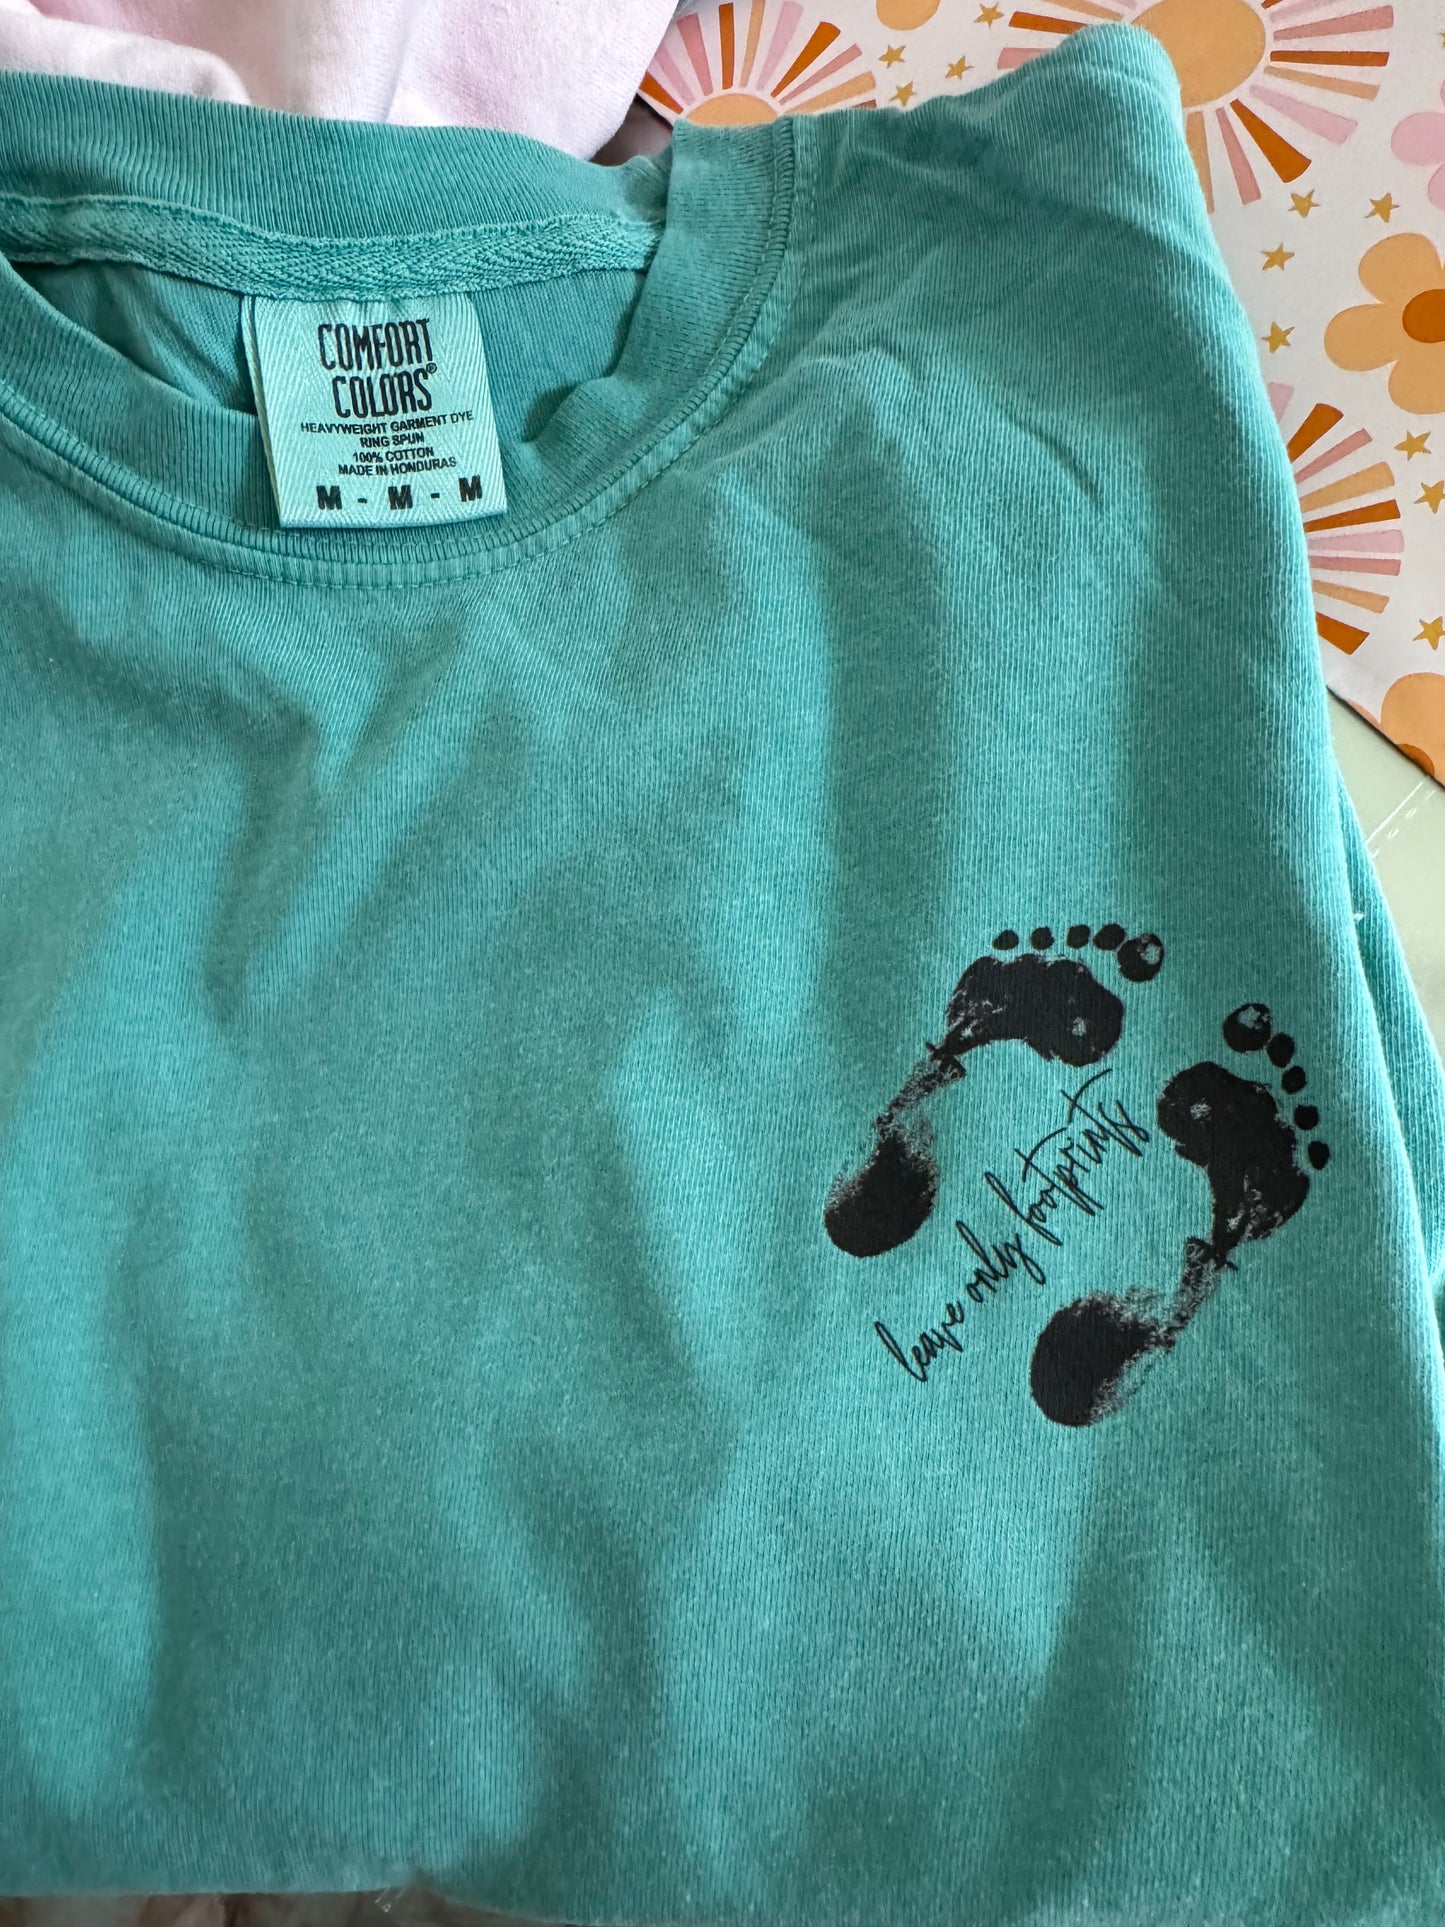 COMFORT
COLORS®
HEAVYWEIGHT GARMENT DYE
RING SPUN
100% COTTON
MADE IN HONDURAS
M - M - M
leave only footprints